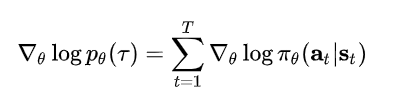 ∇_θ log p_θ(τ) = ∑_{t=1}^{T} ∇_θ log π_θ(𝐚_t|𝐬_t)